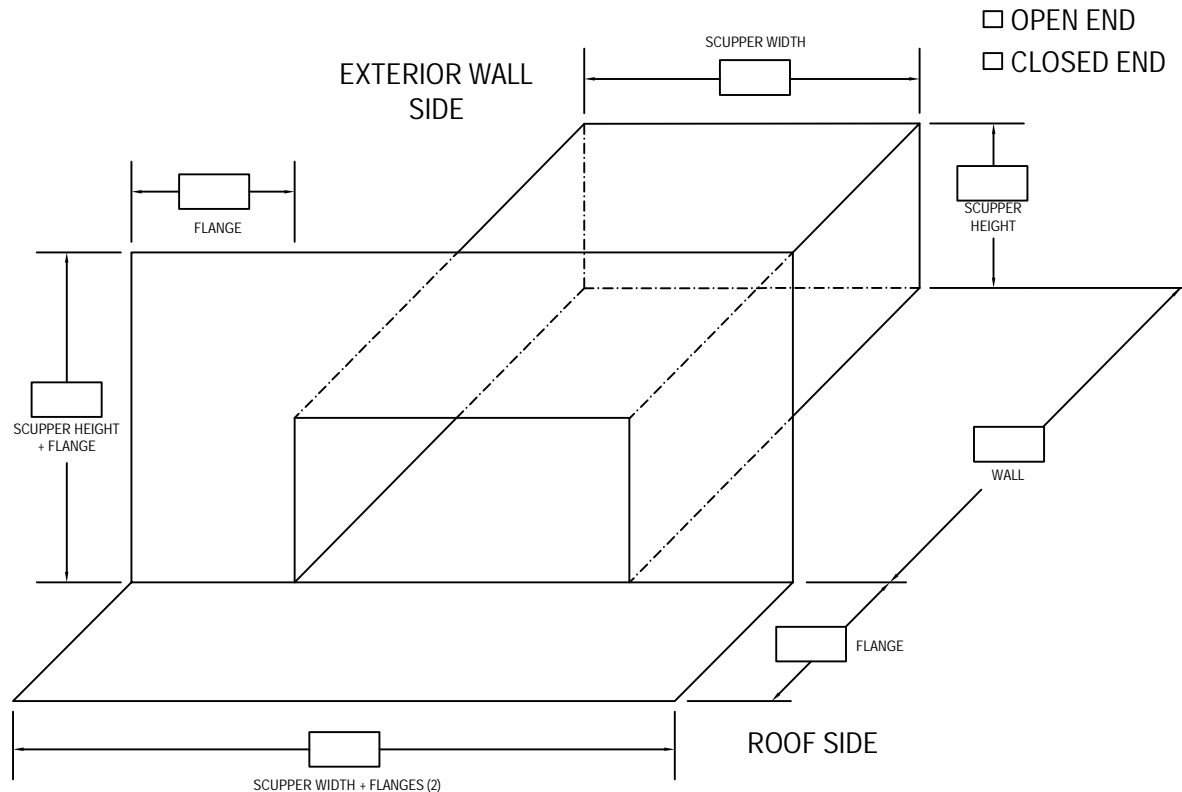 OPEN END
CLOSED END
SCUPPER WIDTH
EXTERIOR WALL
SIDE
SCUPPER
HEIGHT
FLANGE
SCUPPER HEIGHT
+ FLANGE
WALL
FLANGE
ROOF SIDE
SCUPPER WIDTH + FLANGES (2)